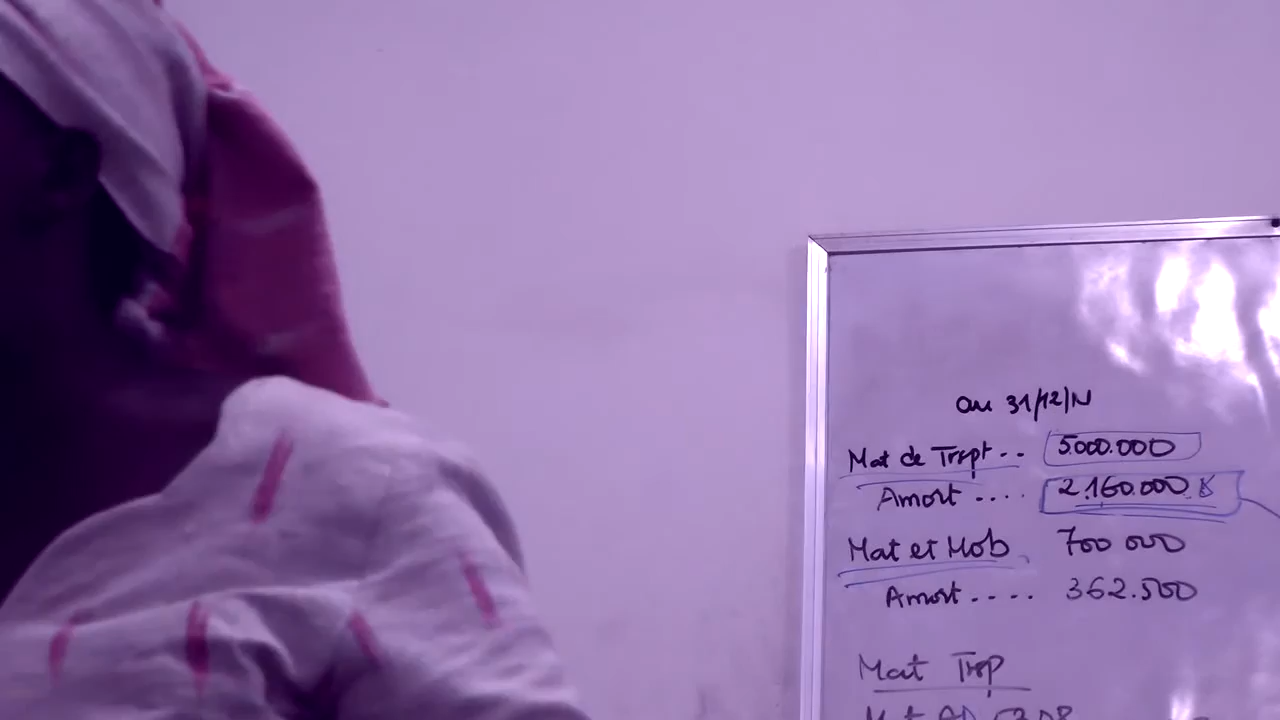 au 31/12/N
Mat de Trspt.. 5.000.000
Amort .... 2.160.000
Mat et Mob 700 000
Amort ..... 362.500
Mat Trsp